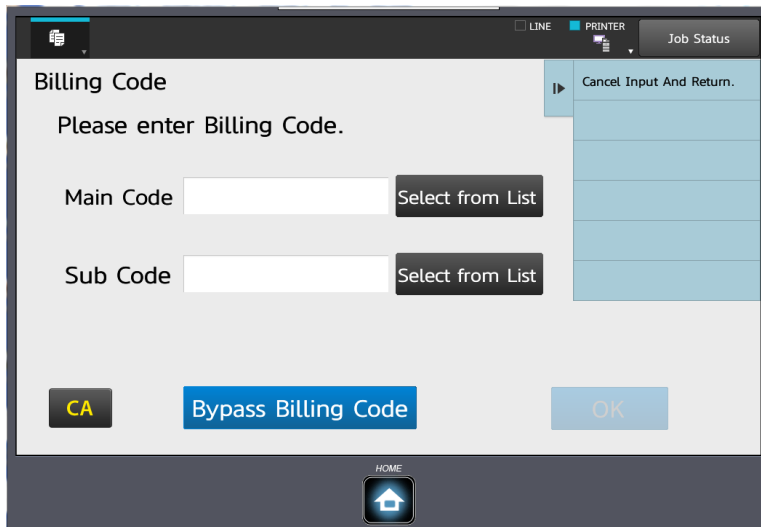 LINE
PRINTER
Job Status
Billing Code
Cancel Input And Return.
Please enter Billing Code.
Main Code
Select from List
Sub Code
Select from List
CA
Bypass Billing Code
OK
HOME